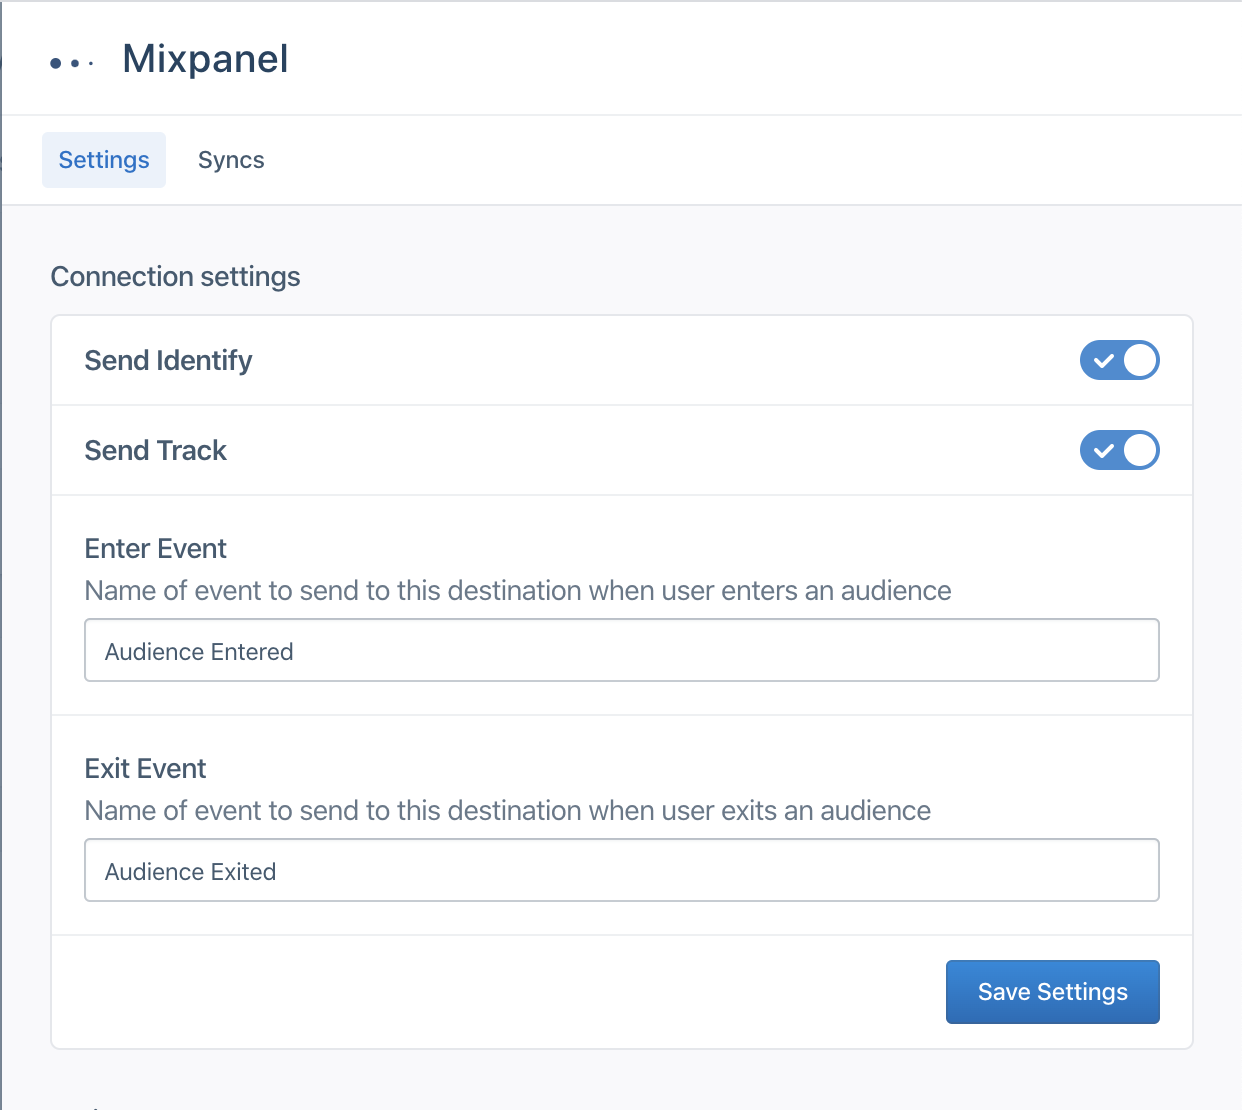 Mixpanel
Settings
Syncs
Connection settings
Send Identify
Send Track
Enter Event
Name of event to send to this destination when user enters an audience
Audience Entered
Exit Event
Name of event to send to this destination when user exits an audience
Audience Exited
Save Settings